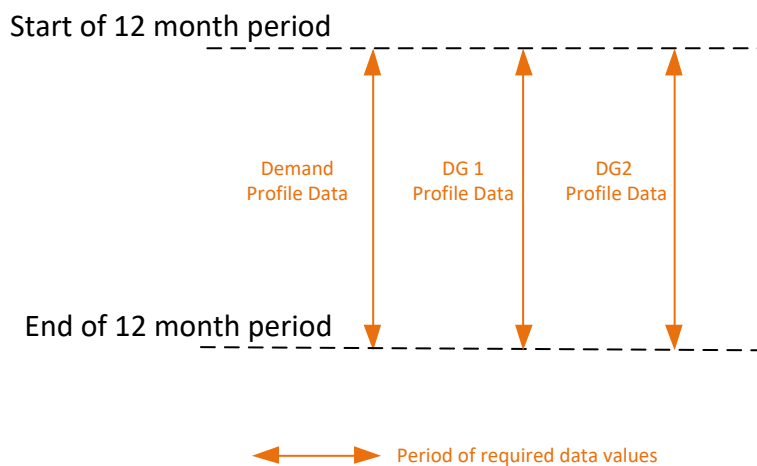 Start of 12 month period
Demand
Profile Data
DG 1
Profile Data
DG2
Profile Data
End of 12 month period
Period of required data values